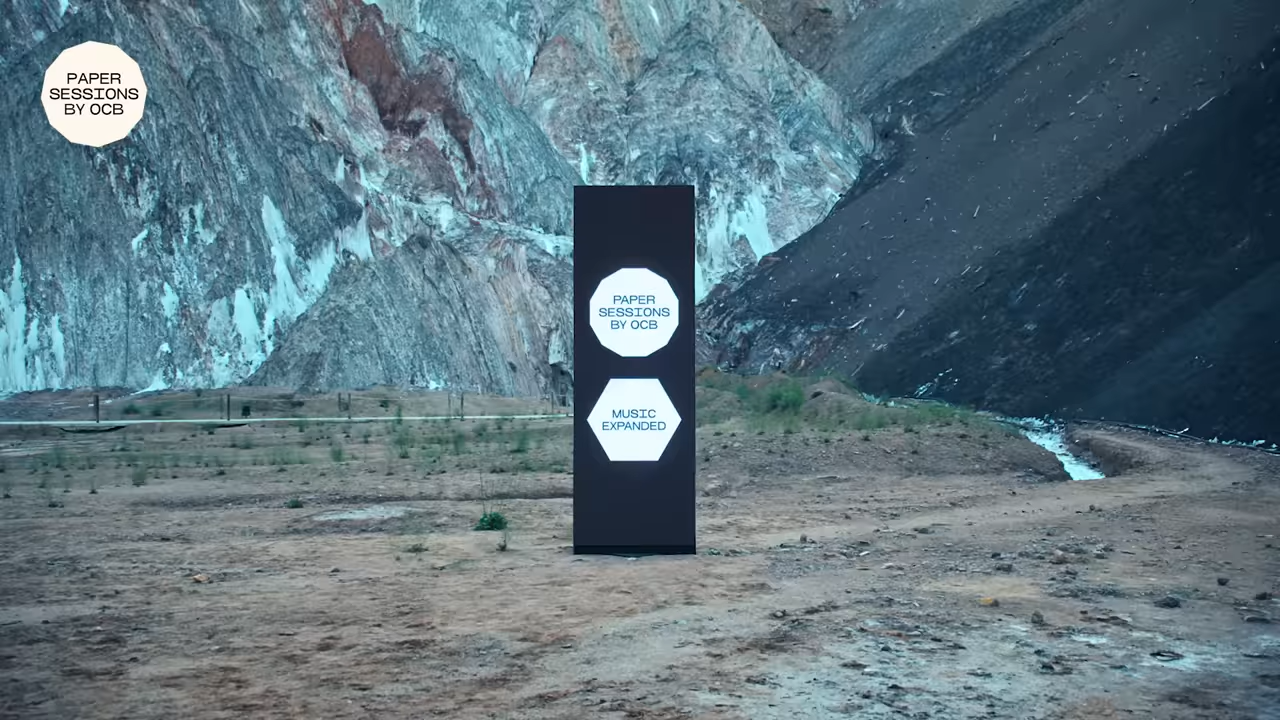 PAPER
SESSIONS
BY OCB
PAPER
SESSIONS
BY OCB
MUSIC
EXPANDED